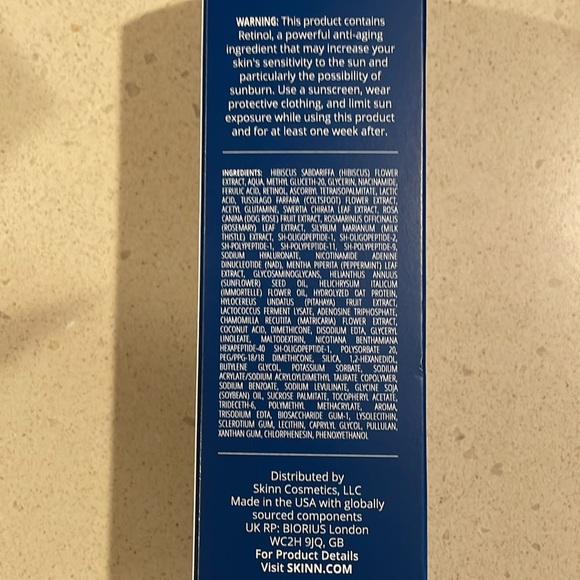 WARNING: This product contains
Retinol, a powerful anti-aging
ingredient that may increase your
skin's sensitivity to the sun and
particularly the possibility of
sunburn. Use a sunscreen, wear
protective clothing, and limit sun
exposure while using this product
and for at least one week after.
INGREDIENTS: HIBISCUS SABDARIFFA (HIBISCUS) FLOWER
EXTRACT, AQUA, METHYL GLUCETH-20, GLYCERIN, NIACINAMIDE,
FERULIC ACID, RETINOL, ASCORBYL TETRAISOPALMITATE, LACTIC
ACID, TUSSILAGO FARFARA (COLTSFOOT) FLOWER EXTRACT,
ACETYL GLUTAMINE, SWERTIA CHIRATA LEAF EXTRACT, ROSA
CANINA (DOG ROSE) FRUIT EXTRACT, ROSMARINUS OFFICINALIS
(ROSEMARY) LEAF EXTRACT, SILYBUM MARIANUM (MILK
THISTLE) EXTRACT, SH-OLIGOPEPTIDE-1, SH-OLIGOPEPTIDE-2,
SH-POLYPEPTIDE-1, SH-POLYPEPTIDE-11, SH-POLYPEPTIDE-9,
SODIUM HYALURONATE, NICOTINAMIDE ADENINE
DINUCLEOTIDE (NAD), MENTHA PIPERITA (PEPPERMINT) LEAF
EXTRACT, GLYCOSAMINOGLYCANS, HELIANTHUS ANNUUS
(SUNFLOWER) SEED OIL, HELICHRYSUM ITALICUM
(IMMORTELLE) FLOWER OIL, HYDROLYZED OAT PROTEIN,
HYLOCEREUS UNDATUS (PITAHAYA) FRUIT EXTRACT,
LACTOCOCCUS FERMENT LYSATE, ADENOSINE TRIPHOSPHATE,
CHAMOMILLA RECUTITA (MATRICARIA) FLOWER EXTRACT,
COCONUT ACID, DIMETHICONE, DISODIUM EDTA, GLYCERYL
LINOLEATE, MALTODEXTRIN, NICOTIANA BENTHAMIANA
HEXAPEPTIDE-40 SH-OLIGOPEPTIDE-1, POLYSORBATE 20,
PEG/PPG-18/18 DIMETHICONE, SILICA, 1,2-HEXANEDIOL,
BUTYLENE GLYCOL, POTASSIUM SORBATE, SODIUM
ACRYLATE/SODIUM ACRYLOYLDIMETHYL TAURATE COPOLYMER,
SODIUM BENZOATE, SODIUM LEVULINATE, GLYCINE SOJA
(SOYBEAN) OIL, SUCROSE PALMITATE, TOCOPHERYL ACETATE,
TRIDECETH-6, POLYMETHYL METHACRYLATE, AROMA,
TRISODIUM EDTA, BIOSACCHARIDE GUM-1, LYSOLECITHIN,
SCLEROTIUM GUM, LECITHIN, CAPRYLYL GLYCOL, PULLULAN,
XANTHAN GUM, CHLORPHENESIN, PHENOXYETHANOL
Distributed by
Skinn Cosmetics, LLC
Made in the USA with globally
sourced components
UK RP: BIORIUS London
WC2H 9JQ, GB
For Product Details
Visit SKINN.COM